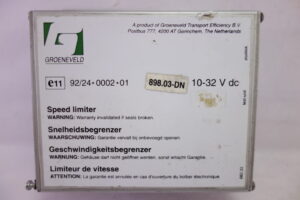 A product of Groeneveld Transport Efficiency B.V.
Postbus 777, 4200 AT Gorinchem, The Netherlands
GROENEVELD
e11 92/24*0002*01 898.03-DN 10-32 V dc
Speed limiter
WARNING: Warranty invalidated if seals broken.
Snelheidsbegrenzer
WAARSCHUWING: Garantie vervalt bij onbevoegd openen.
Geschwindigkeitsbegrenzer
WARNUNG: Gehäuse darf nicht geöffnet werden, sonst erlischt Garantie.
Limiteur de vitesse
ATTENTION: La garantie est annulée en cas d'ouverture du boîtier électronique.